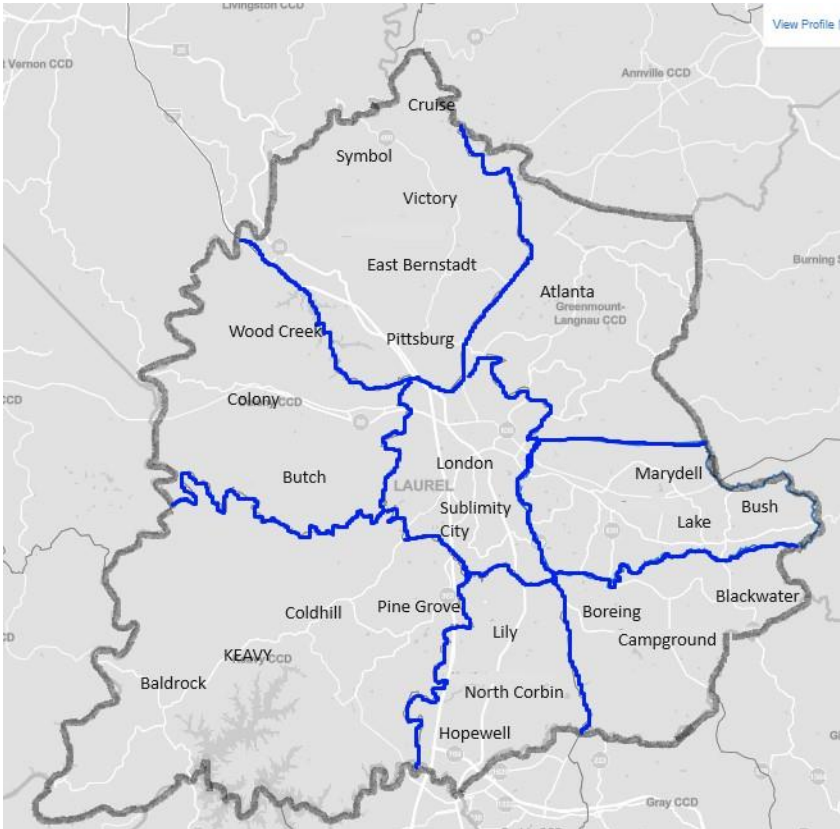 Livingston CCD
View Profile
t Vernon CCD
Annville CCD
Cruise
Symbol
Victory
East Bernstadt
Burning S
Atlanta
Greenmount-
Langnau CCD
Wood Creek
Pittsburg
Colony
CCD
CCD
London
Marydell
Butch
LAUREL
Sublimity
City
Lake
Bush
Blackwater
Coldhill
Pine Grove
Boreing
Lily
Campground
KEAVY
CCD
Baldrock
North Corbin
Hopewell
Gray CCD